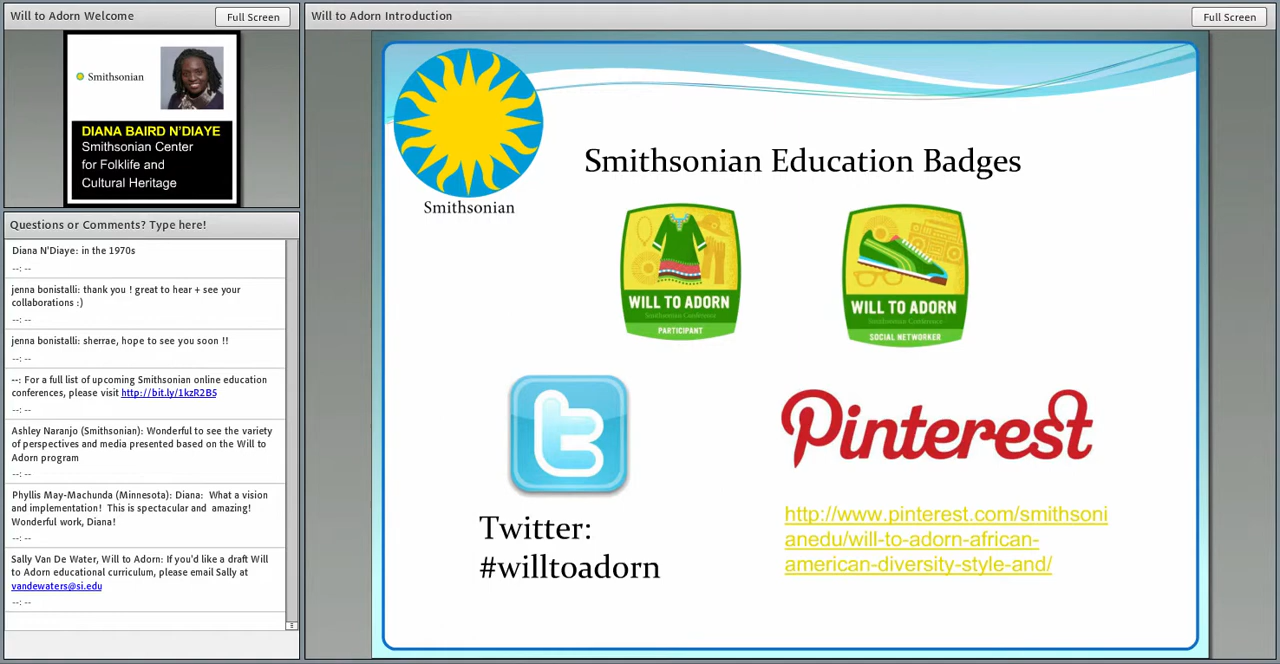 Will to Adorn Welcome
Full Screen
Smithsonian
DIANA BAIRD N'DIAYE
Smithsonian Center
for Folklife and
Cultural Heritage
Questions or Comments? Type here!
Diana N'Diaye: in the 1970s
--: --
jenna bonistalli: thank you ! great to hear + see your
collaborations :)
--: --
jenna bonistalli: sherrae, hope to see you soon !!
--: --
--: For a full list of upcoming Smithsonian online education
conferences, please visit http://bit.ly/1kzR2B5
--: --
Ashley Naranjo (Smithsonian): Wonderful to see the variety
of perspectives and media presented based on the Will to
Adorn program
--: --
Phyllis May-Machunda (Minnesota): Diana:  What a vision
and implementation!  This is spectacular and  amazing!
Wonderful work, Diana!
--: --
Sally Van De Water, Will to Adorn: If you'd like a draft Will
to Adorn educational curriculum, please email Sally at
vandewaters@si.edu
--: --
Will to Adorn Introduction
Full Screen
Smithsonian
Smithsonian Education Badges
WILL TO ADORN
Smithsonian Conference
PARTICIPANT
WILL TO ADORN
Smithsonian Conference
SOCIAL NETWORKER
t
Pinterest
Twitter:
#willtoadorn
http://www.pinterest.com/smithsoni
anedu/will-to-adorn-african-
american-diversity-style-and/